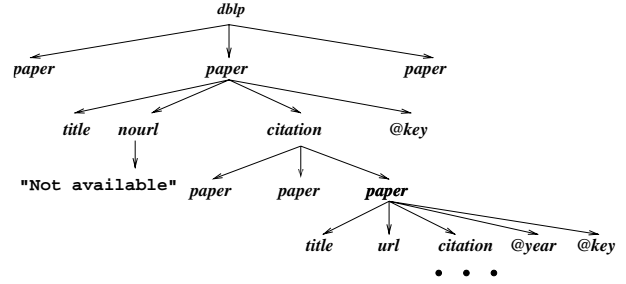 dblp
paper paper paper
title nourl citation @key
"Not available" paper paper paper
title url citation @year @key